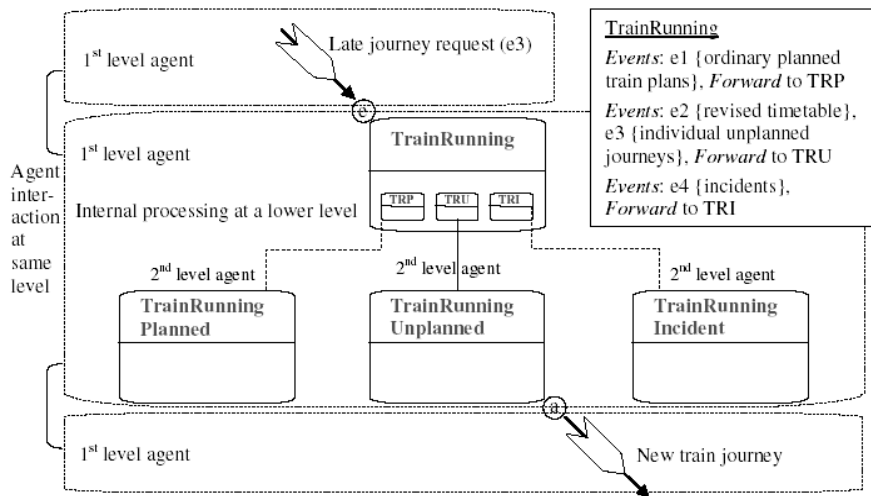 Late journey request (e3)
1st level agent
e
TrainRunning
Events: e1 {ordinary planned
train plans}, Forward to TRP
Events: e2 {revised timetable},
e3 {individual unplanned
journeys}, Forward to TRU
Events: e4 {incidents},
Forward to TRI
Agent
inter-
action
at
same
level
1st level agent
TrainRunning
TRP
TRU
TRI
Internal processing at a lower level
2nd level agent
2nd level agent
2nd level agent
TrainRunning
Planned
TrainRunning
Unplanned
TrainRunning
Incident
a
1st level agent
New train journey